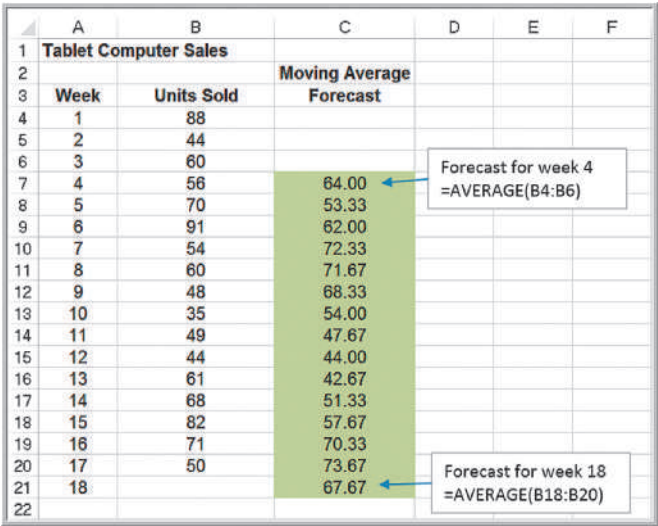 A B C D E F
1 Tablet Computer Sales
2 Moving Average
3 Week Units Sold Forecast
4 1 88
5 2 44
6 3 60
7 4 56 64.00
8 5 70 53.33
9 6 91 62.00
10 7 54 72.33
11 8 60 71.67
12 9 48 68.33
13 10 35 54.00
14 11 49 47.67
15 12 44 44.00
16 13 61 42.67
17 14 68 51.33
18 15 82 57.67
19 16 71 70.33
20 17 50 73.67
21 18 67.67
22
Forecast for week 4
=AVERAGE(B4:B6)
Forecast for week 18
=AVERAGE(B18:B20)